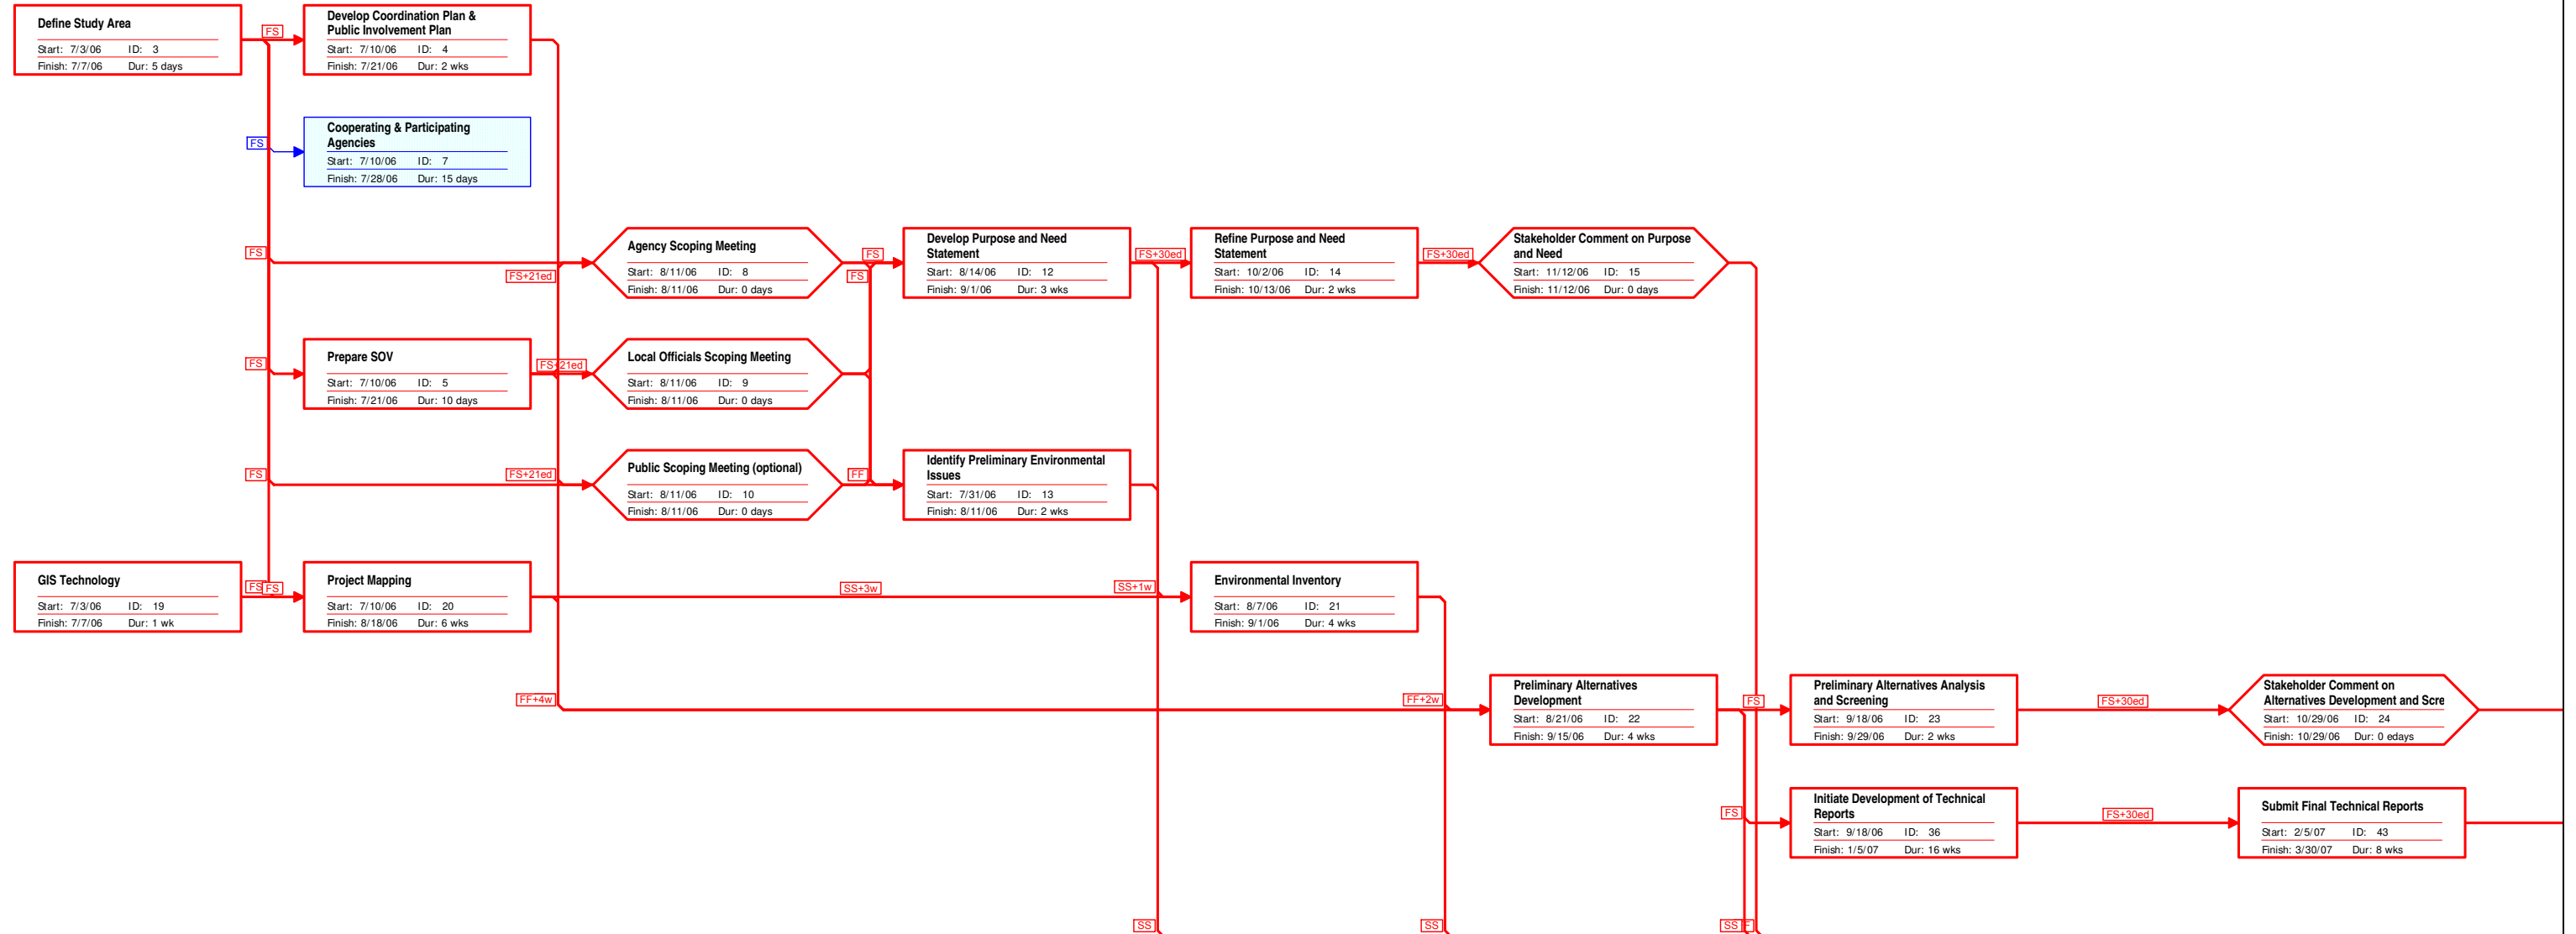 Define Study Area
Start: 7/3/06 ID: 3
Finish: 7/7/06 Dur: 5 days
FS
Develop Coordination Plan &
Public Involvement Plan
Start: 7/10/06 ID: 4
Finish: 7/21/06 Dur: 2 wks
FS
Cooperating & Participating
Agencies
Start: 7/10/06 ID: 7
Finish: 7/28/06 Dur: 15 days
FS
FS+21ed
Agency Scoping Meeting
Start: 8/11/06 ID: 8
Finish: 8/11/06 Dur: 0 days
FS
FS
Develop Purpose and Need
Statement
Start: 8/14/06 ID: 12
Finish: 9/1/06 Dur: 3 wks
FS+30ed
Refine Purpose and Need
Statement
Start: 10/2/06 ID: 14
Finish: 10/13/06 Dur: 2 wks
FS+30ed
Stakeholder Comment on Purpose
and Need
Start: 11/12/06 ID: 15
Finish: 11/12/06 Dur: 0 days
FS
Prepare SOV
Start: 7/10/06 ID: 5
Finish: 7/21/06 Dur: 10 days
FS+21ed
Local Officials Scoping Meeting
Start: 8/11/06 ID: 9
Finish: 8/11/06 Dur: 0 days
FS
FS+21ed
Public Scoping Meeting (optional)
Start: 8/11/06 ID: 10
Finish: 8/11/06 Dur: 0 days
FF
Identify Preliminary Environmental
Issues
Start: 7/31/06 ID: 13
Finish: 8/11/06 Dur: 2 wks
GIS Technology
Start: 7/3/06 ID: 19
Finish: 7/7/06 Dur: 1 wk
FS
FS
Project Mapping
Start: 7/10/06 ID: 20
Finish: 8/18/06 Dur: 6 wks
SS+3w
SS+1w
Environmental Inventory
Start: 8/7/06 ID: 21
Finish: 9/1/06 Dur: 4 wks
FF+4w
FF+2w
Preliminary Alternatives
Development
Start: 8/21/06 ID: 22
Finish: 9/15/06 Dur: 4 wks
FS
Preliminary Alternatives Analysis
and Screening
Start: 9/18/06 ID: 23
Finish: 9/29/06 Dur: 2 wks
FS+30ed
Stakeholder Comment on
Alternatives Development and Scre
Start: 10/29/06 ID: 24
Finish: 10/29/06 Dur: 0 edays
FS
Initiate Development of Technical
Reports
Start: 9/18/06 ID: 36
Finish: 1/5/07 Dur: 16 wks
FS+30ed
Submit Final Technical Reports
Start: 2/5/07 ID: 43
Finish: 3/30/07 Dur: 8 wks
SS
SS
SS